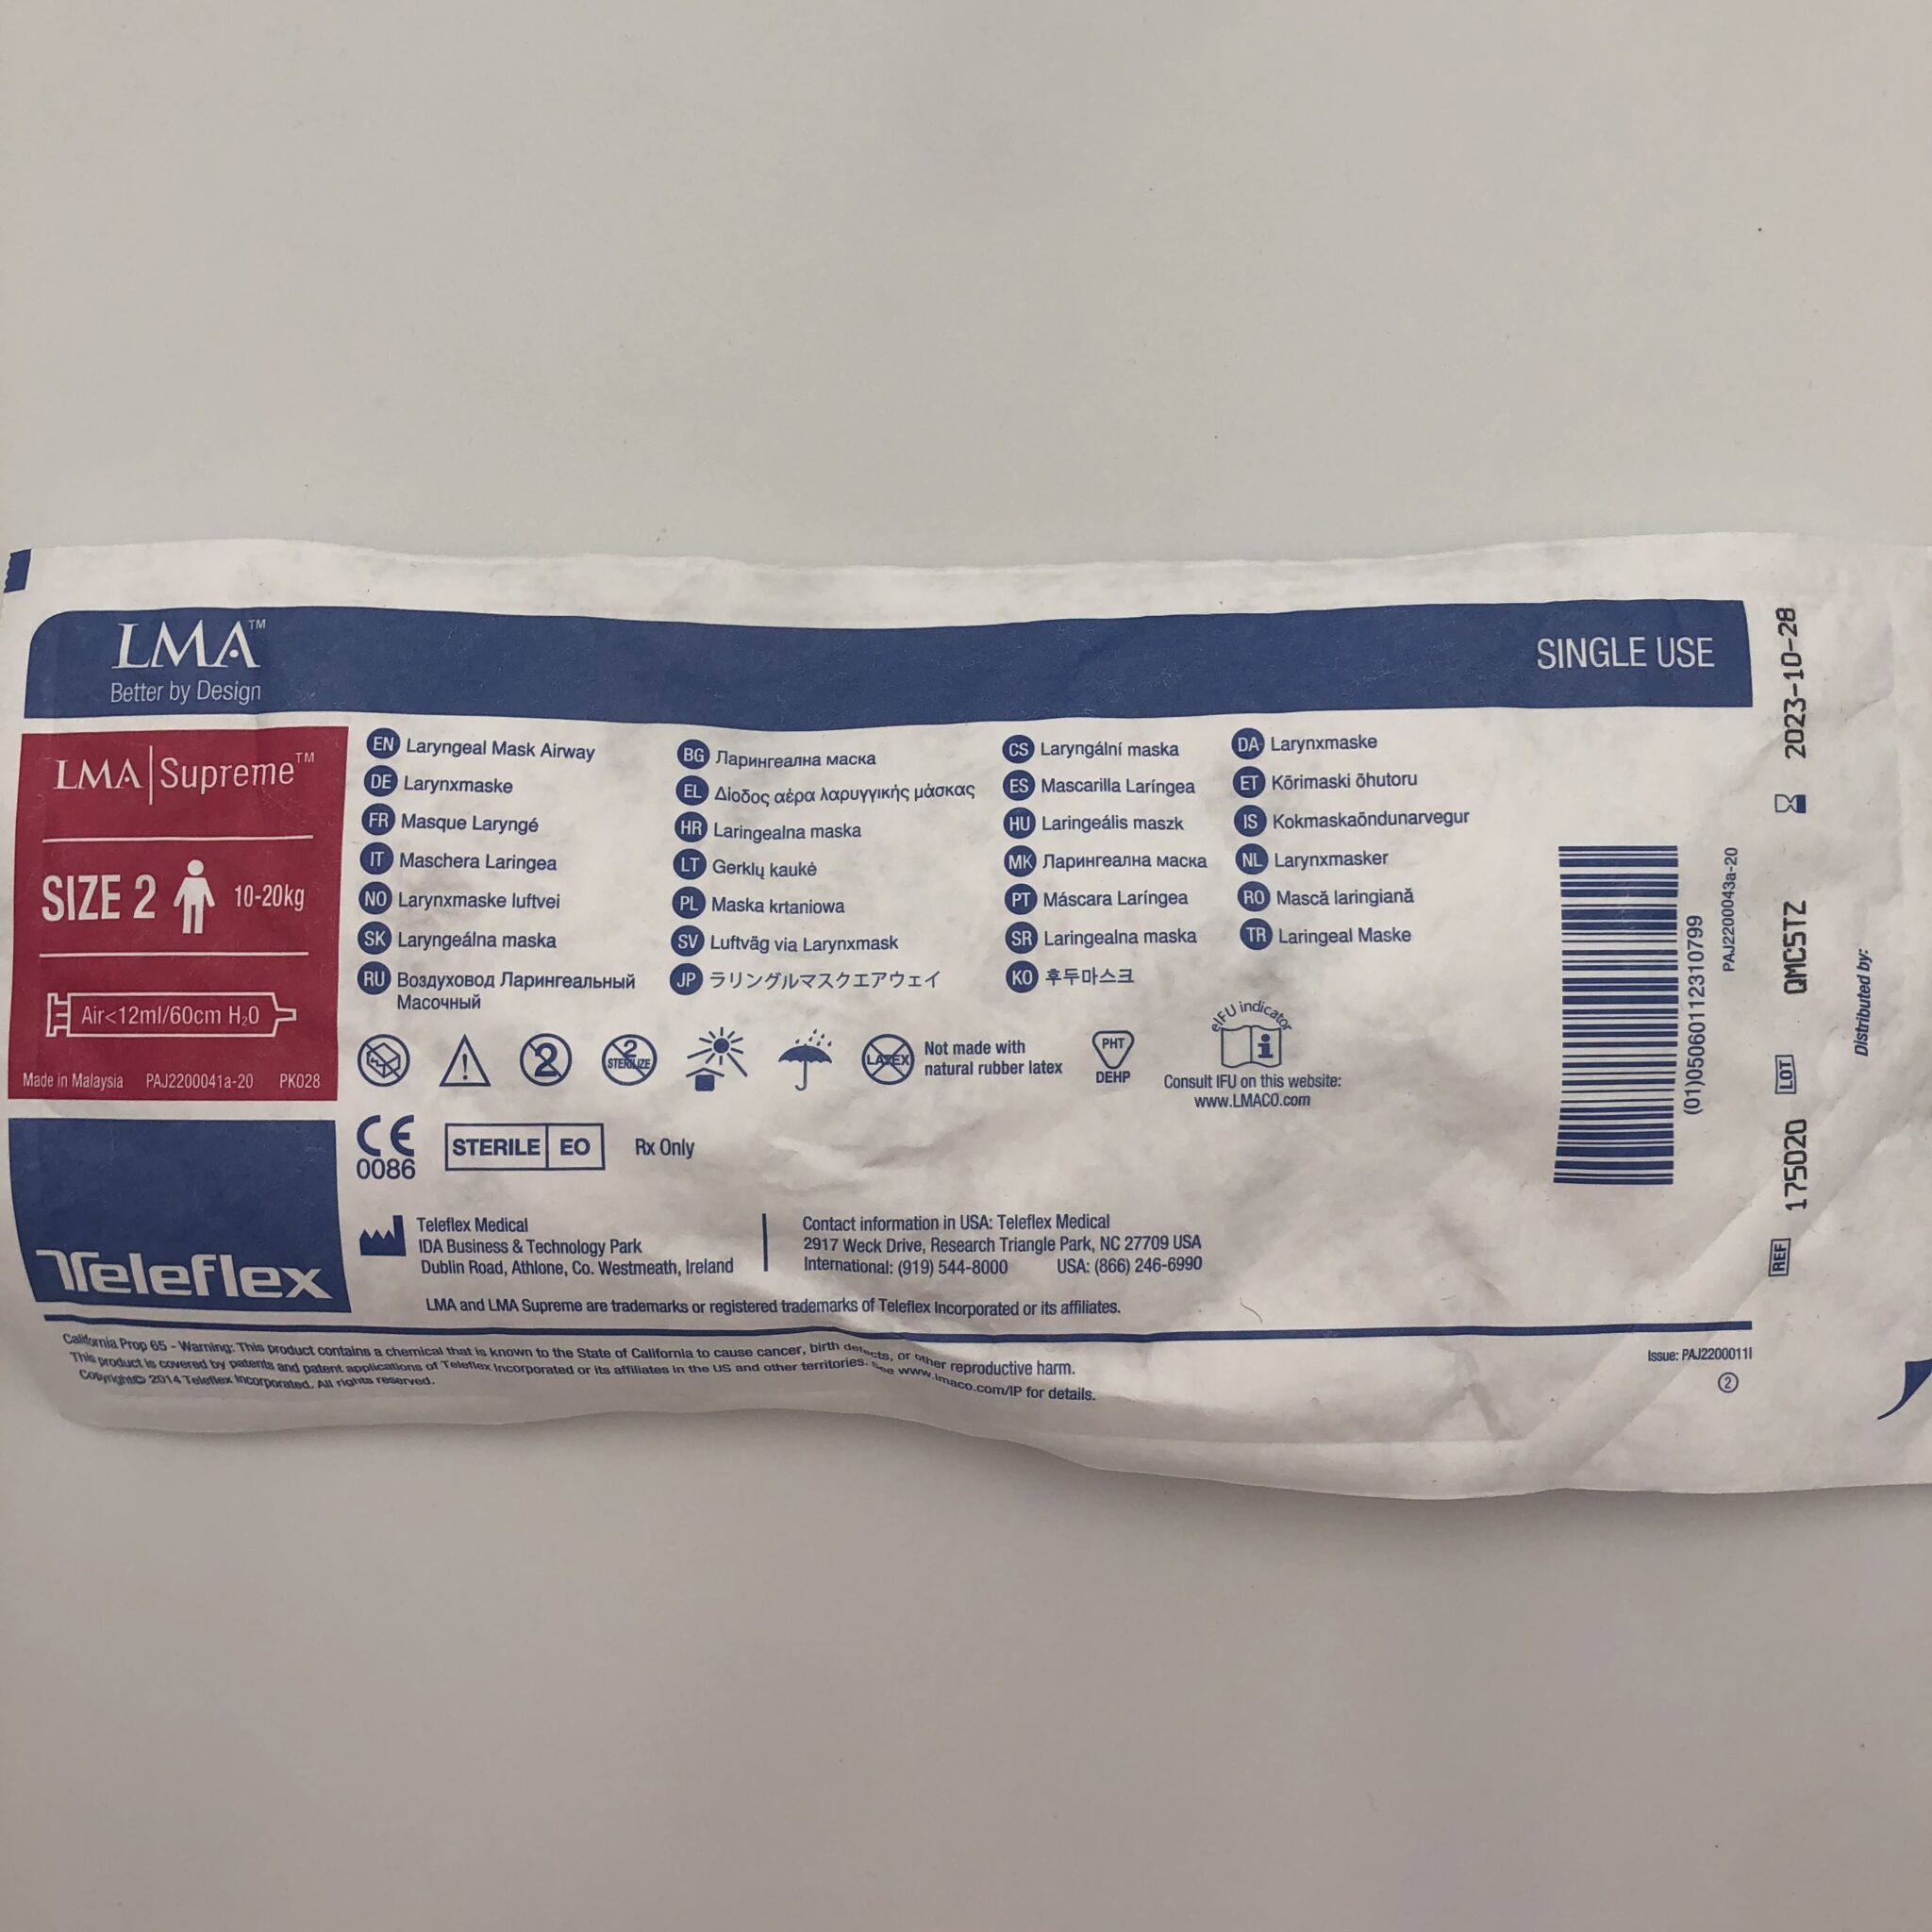 LMA™
Better by Design
SINGLE USE
LMA|Supreme™
SIZE 2 10-20kg
Air<12ml/60cm H₂O
Made in Malaysia PAJ2200041a-20 PK028
Teleflex
EN Laryngeal Mask Airway
DE Larynxmaske
FR Masque Laryngé
IT Maschera Laringea
NO Larynxmaske luftvei
SK Laryngeálna maska
RU Воздуховод Ларингеальный
Масочный
BG Ларингеална маска
EL Δίοδος αέρα λαρυγγικής μάσκας
HR Laringealna maska
LT Gerklų kaukė
PL Maska krtaniowa
SV Luftväg via Larynxmask
JP ラリングルマスクエアウェイ
CS Laryngální maska
ES Mascarilla Laríngea
HU Laringeális maszk
MK Ларингеална маска
PT Máscara Laríngea
SR Laringealna maska
KO 후두마스크
DA Larynxmaske
ET Kõrimaski õhutoru
IS Kokmaskaöndunarvegur
NL Larynxmasker
RO Mască laringiană
TR Laringeal Maske
2
2 STERILIZE
LATEX
Not made with
natural rubber latex
PHT
DEHP
eIFU indicator
i
Consult IFU on this website:
www.LMACO.com
CE
0086
STERILE EO
Rx Only
Teleflex Medical
IDA Business & Technology Park
Dublin Road, Athlone, Co. Westmeath, Ireland
Contact information in USA: Teleflex Medical
2917 Weck Drive, Research Triangle Park, NC 27709 USA
International: (919) 544-8000 USA: (866) 246-6990
LMA and LMA Supreme are trademarks or registered trademarks of Teleflex Incorporated or its affiliates.
California Prop 65 - Warning: This product contains a chemical that is known to the State of California to cause cancer, birth defects, or other reproductive harm.
This product is covered by patents and patent applications of Teleflex Incorporated or its affiliates in the US and other territories. See www.lmaco.com/IP for details.
Copyright© 2014 Teleflex Incorporated. All rights reserved.
Issue: PAJ2200011I
2
(01)05060112310799
PAJ2200043a-20
REF 175020 LOT QMC5TZ 2023-10-28
Distributed by: